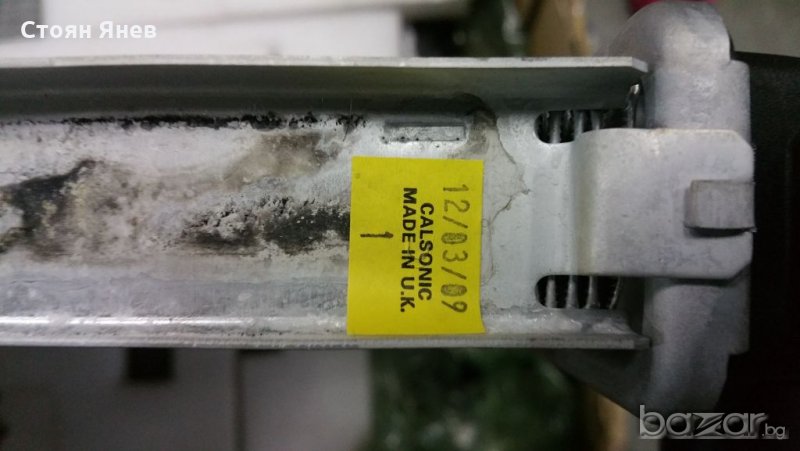 Стоян Янев
12/03/09
CALSONIC
MADE IN U.K.
1
bazar.bg